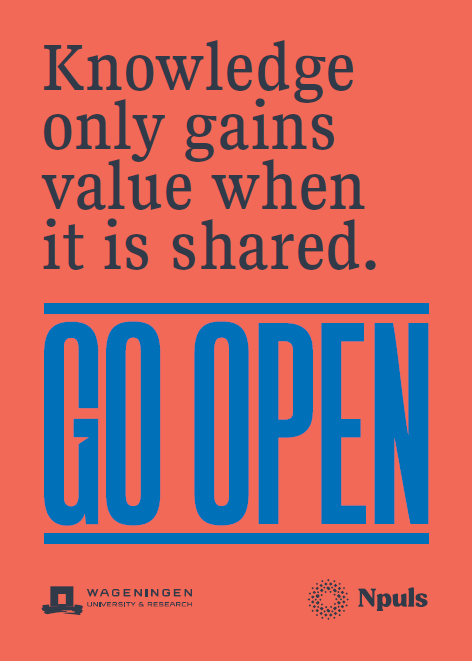 Knowledge
only gains
value when
it is shared.
GO OPEN
WAGENINGEN
UNIVERSITY & RESEARCH
Npuls